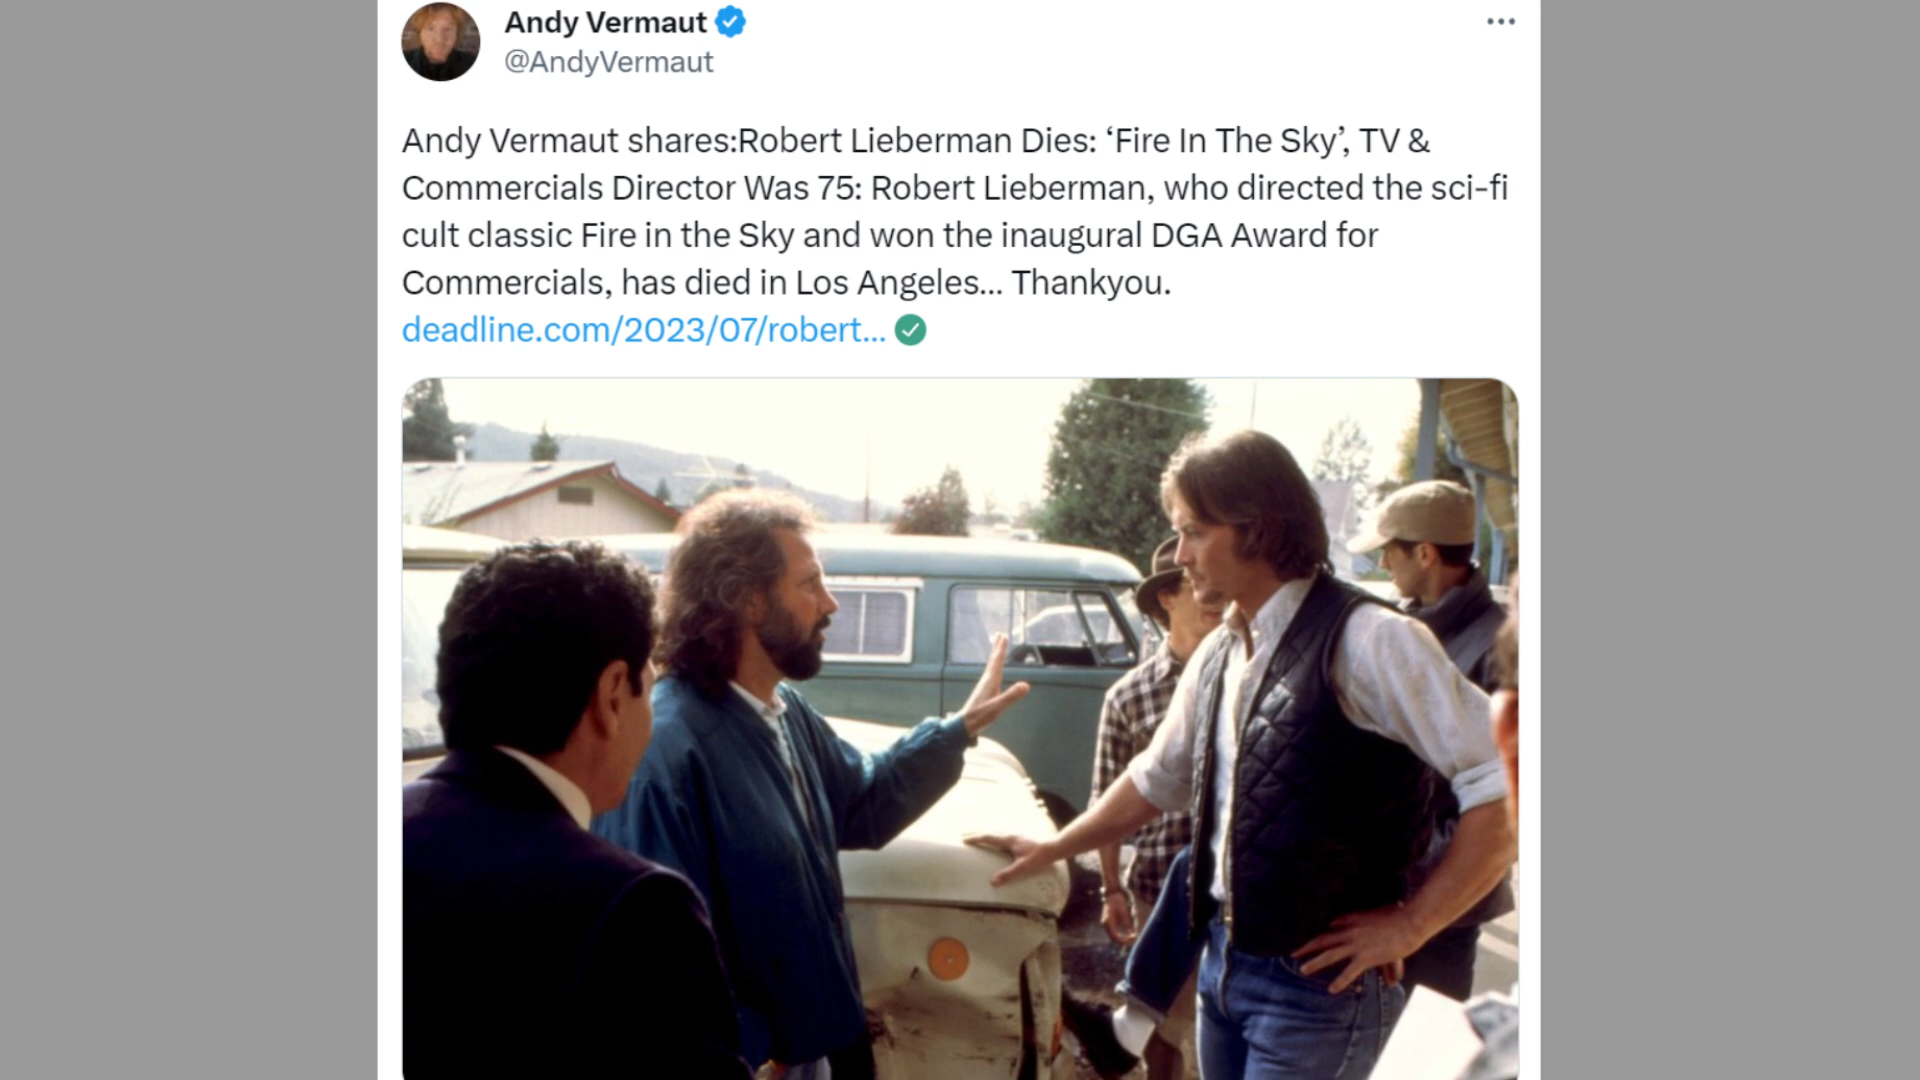 Andy Vermaut
@AndyVermaut
Andy Vermaut shares:Robert Lieberman Dies: ‘Fire In The Sky’, TV &
Commercials Director Was 75: Robert Lieberman, who directed the sci-fi
cult classic Fire in the Sky and won the inaugural DGA Award for
Commercials, has died in Los Angeles... Thankyou.
deadline.com/2023/07/robert...